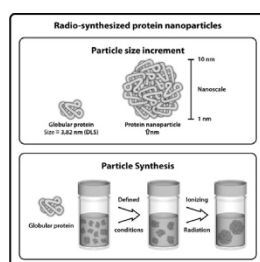 Radio-synthesized protein nanoparticles
Particle size increment
10 nm
Nanoscale
1 nm
Globular protein
Size = 3,82 nm (DLS)
Protein nanoparticle
Particle Synthesis
Globular protein
Defined
conditions
Ionizing
Radiation